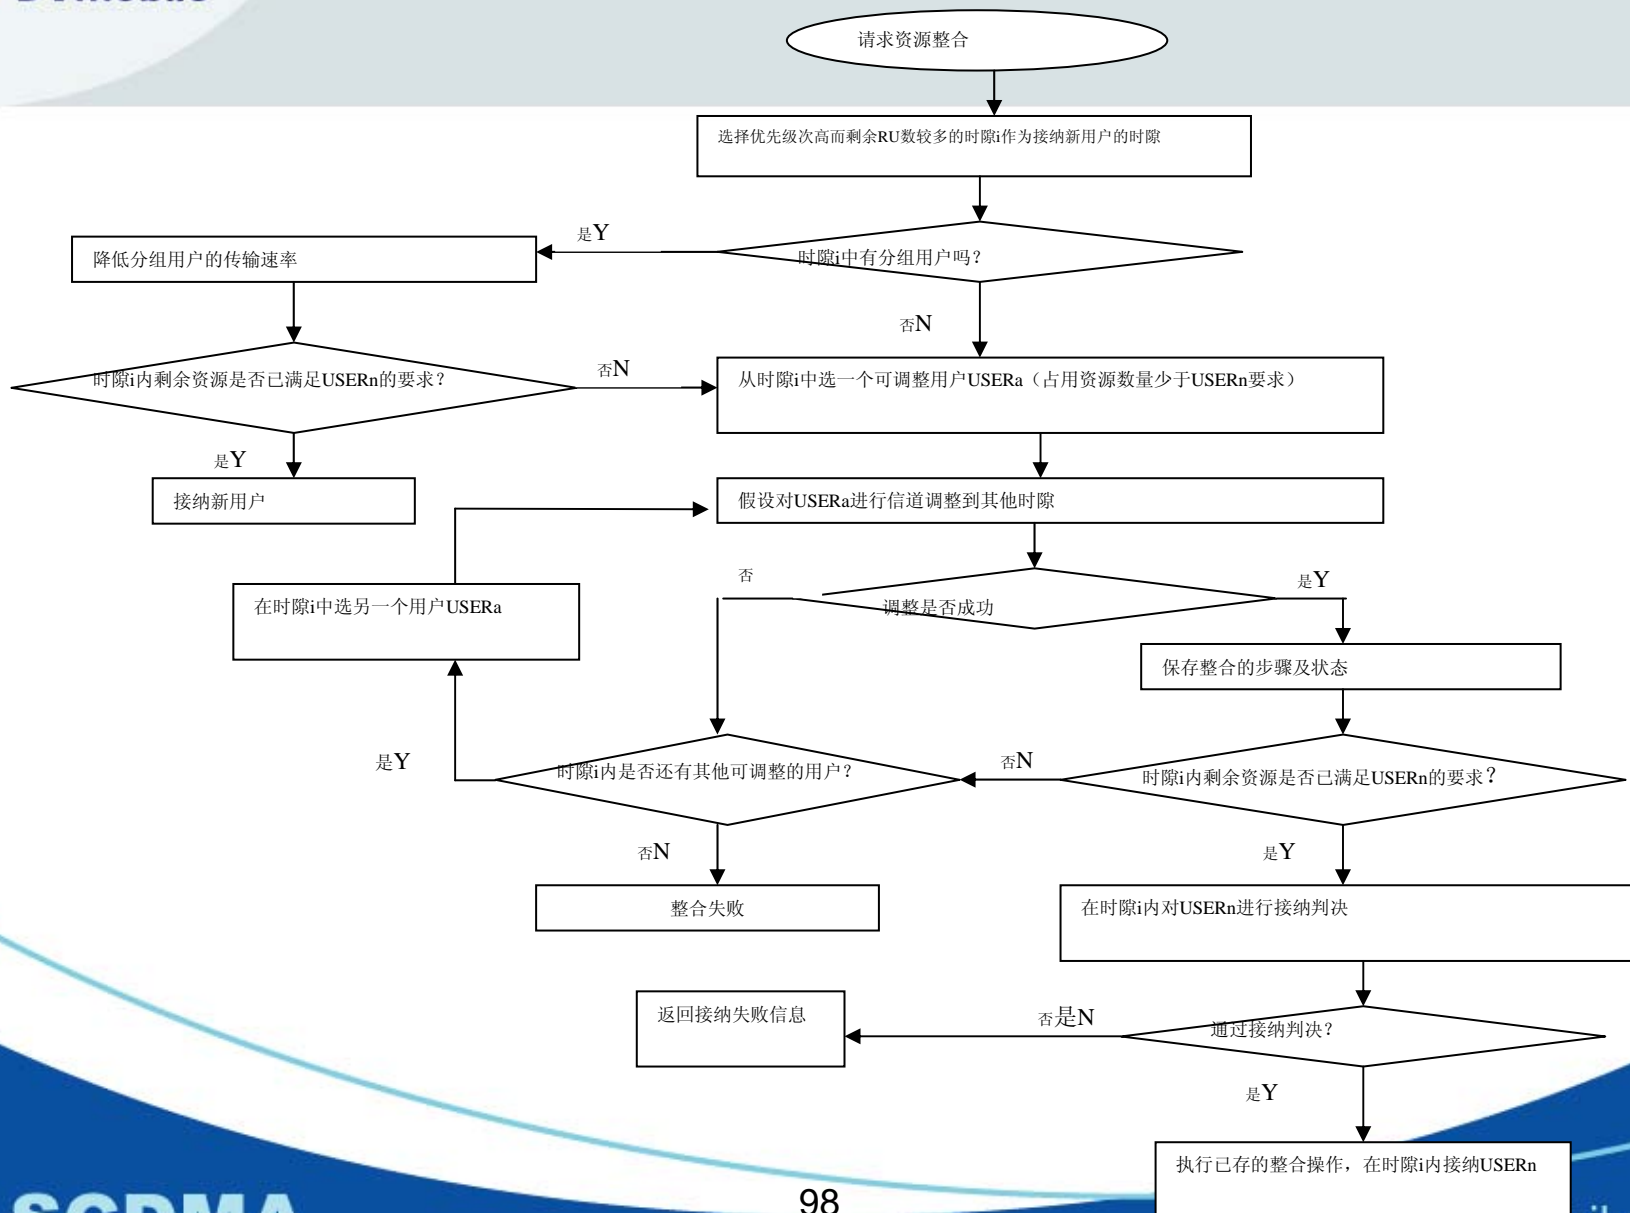 请求资源整合
选择优先级次高而剩余RU数较多的时隙i作为接纳新用户的时隙
是Y
降低分组用户的传输速率
时隙i中有分组用户吗？
否N
时隙i内剩余资源是否已满足USERn的要求？
否N
从时隙i中选一个可调整用户USERa（占用资源数量少于USERn要求）
是Y
接纳新用户
假设对USERa进行信道调整到其他时隙
否
是Y
在时隙i中选另一个用户USERa
调整是否成功
保存整合的步骤及状态
是Y
时隙i内是否还有其他可调整的用户？
否N
时隙i内剩余资源是否已满足USERn的要求？
否N
是Y
整合失败
在时隙i内对USERn进行接纳判决
返回接纳失败信息
否是N
通过接纳判决？
是Y
执行已存的整合操作，在时隙i内接纳USERn
98